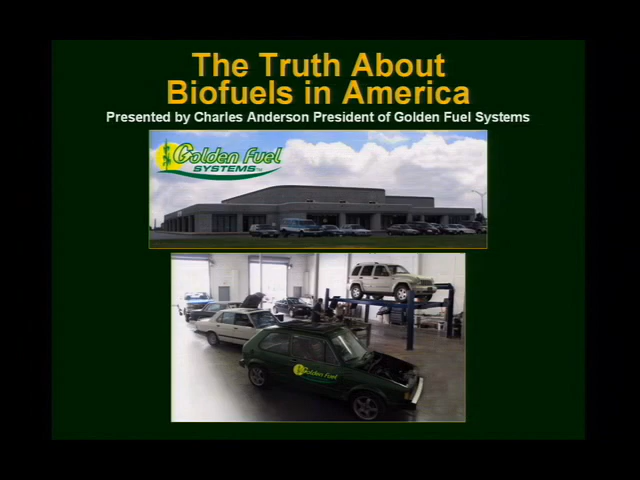 The Truth About
Biofuels in America
Presented by Charles Anderson President of Golden Fuel Systems
Golden Fuel
SYSTEMS™
Golden Fuel